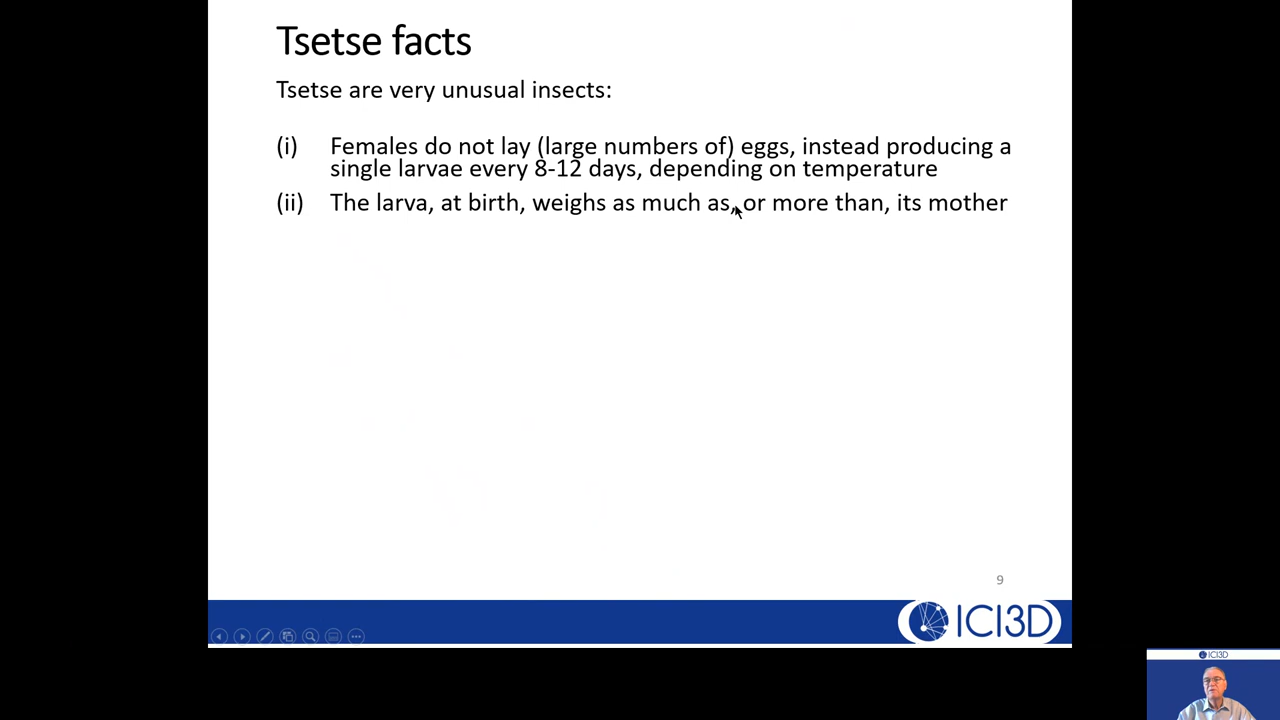 Tsetse facts
Tsetse are very unusual insects:
(i) Females do not lay (large numbers of) eggs, instead producing a
single larvae every 8-12 days, depending on temperature
(ii) The larva, at birth, weighs as much as, or more than, its mother
9
ICI3D
ICI3D